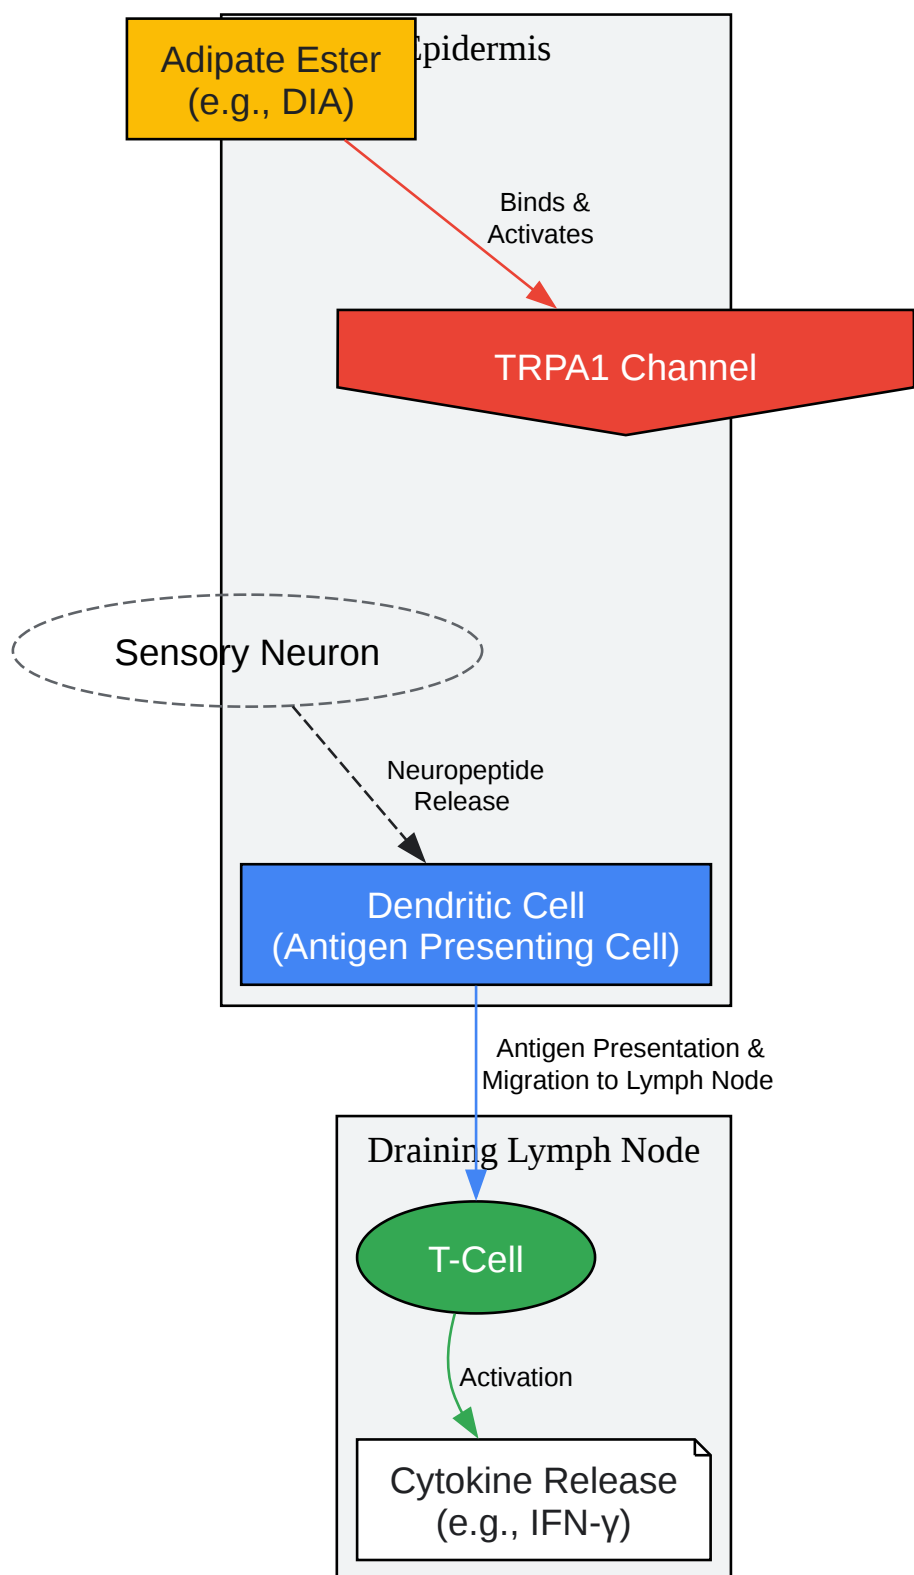 Adipate Ester
(e.g., DIA)
Epidermis
Binds &
Activates
TRPA1 Channel
Sensory Neuron
Neuropeptide
Release
Dendritic Cell
(Antigen Presenting Cell)
Antigen Presentation &
Migration to Lymph Node
Draining Lymph Node
T-Cell
Activation
Cytokine Release
(e.g., IFN-γ)